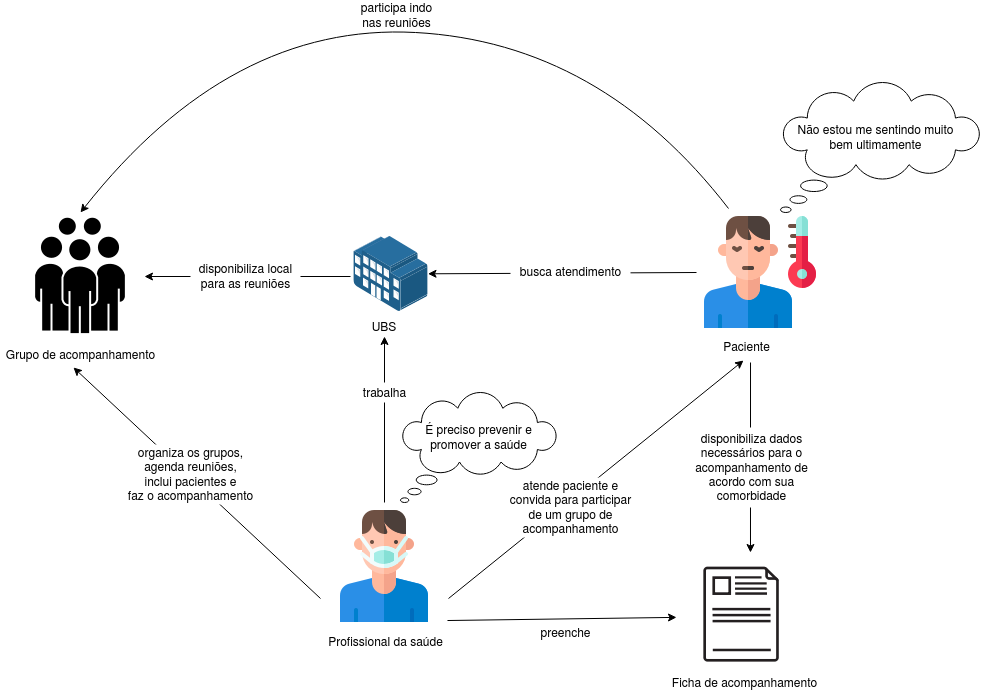 participa indo
nas reuniões
Não estou me sentindo muito
bem ultimamente
disponibiliza local
para as reuniões
busca atendimento
UBS
Paciente
Grupo de acompanhamento
trabalha
É preciso prevenir e
promover a saúde
organiza os grupos,
agenda reuniões,
inclui pacientes e
faz o acompanhamento
disponibiliza dados
necessários para o
acompanhamento de
acordo com sua
comorbidade
atende paciente e
convida para participar
de um grupo de
acompanhamento
preenche
Profissional da saúde
Ficha de acompanhamento